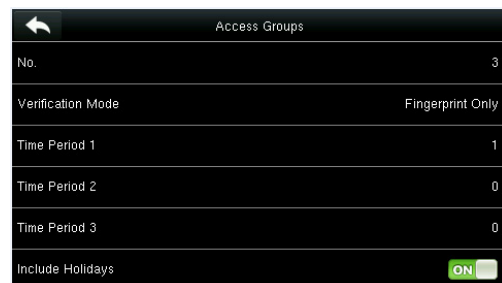 Access Groups
No. 3
Verification Mode Fingerprint Only
Time Period 1 1
Time Period 2 0
Time Period 3 0
Include Holidays ON